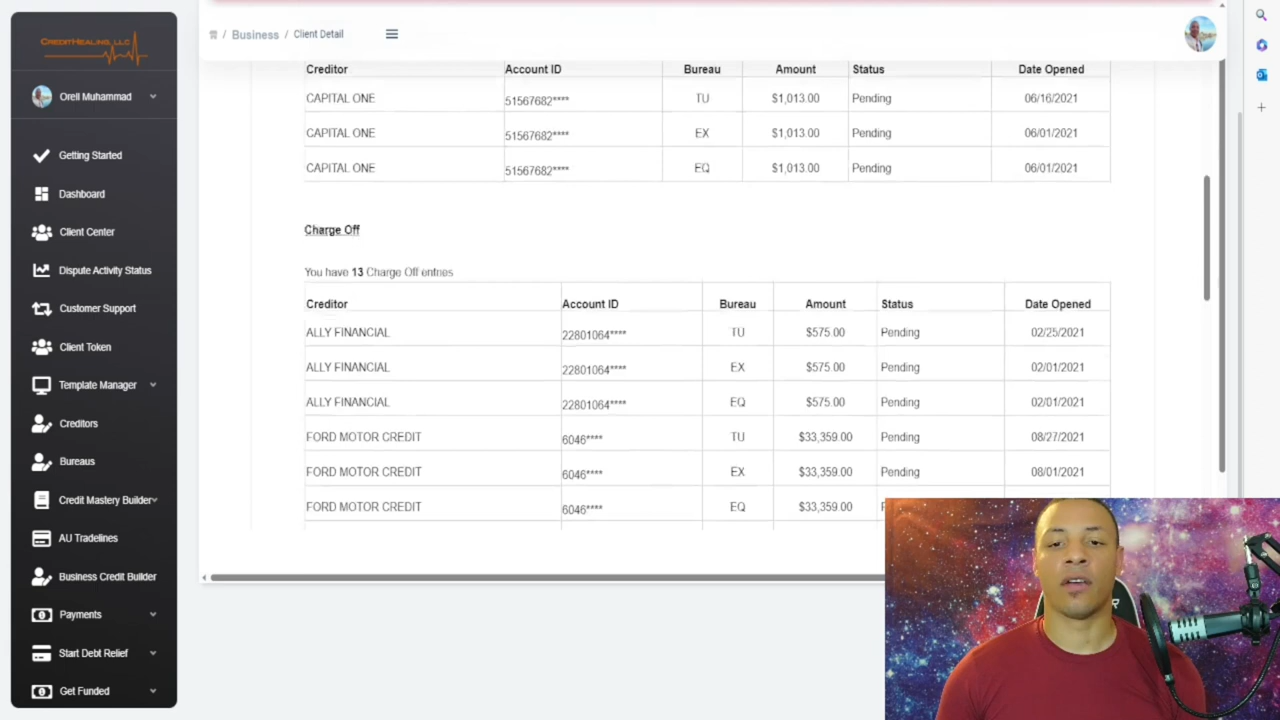 CREDITHEALING, LLC
/ Business / Client Detail
Orell Muhammad
Getting Started
Dashboard
Client Center
Dispute Activity Status
Customer Support
Client Token
Template Manager
Creditors
Bureaus
Credit Mastery Builder
AU Tradelines
Business Credit Builder
Payments
Start Debt Relief
Get Funded
Creditor Account ID Bureau Amount Status Date Opened
CAPITAL ONE 51567682**** TU $1,013.00 Pending 06/16/2021
CAPITAL ONE 51567682**** EX $1,013.00 Pending 06/01/2021
CAPITAL ONE 51567682**** EQ $1,013.00 Pending 06/01/2021
Charge Off
You have 13 Charge Off entries
Creditor Account ID Bureau Amount Status Date Opened
ALLY FINANCIAL 22801064**** TU $575.00 Pending 02/25/2021
ALLY FINANCIAL 22801064**** EX $575.00 Pending 02/01/2021
ALLY FINANCIAL 22801064**** EQ $575.00 Pending 02/01/2021
FORD MOTOR CREDIT 6046**** TU $33,359.00 Pending 08/27/2021
FORD MOTOR CREDIT 6046**** EX $33,359.00 Pending 08/01/2021
FORD MOTOR CREDIT 6046**** EQ $33,359.00